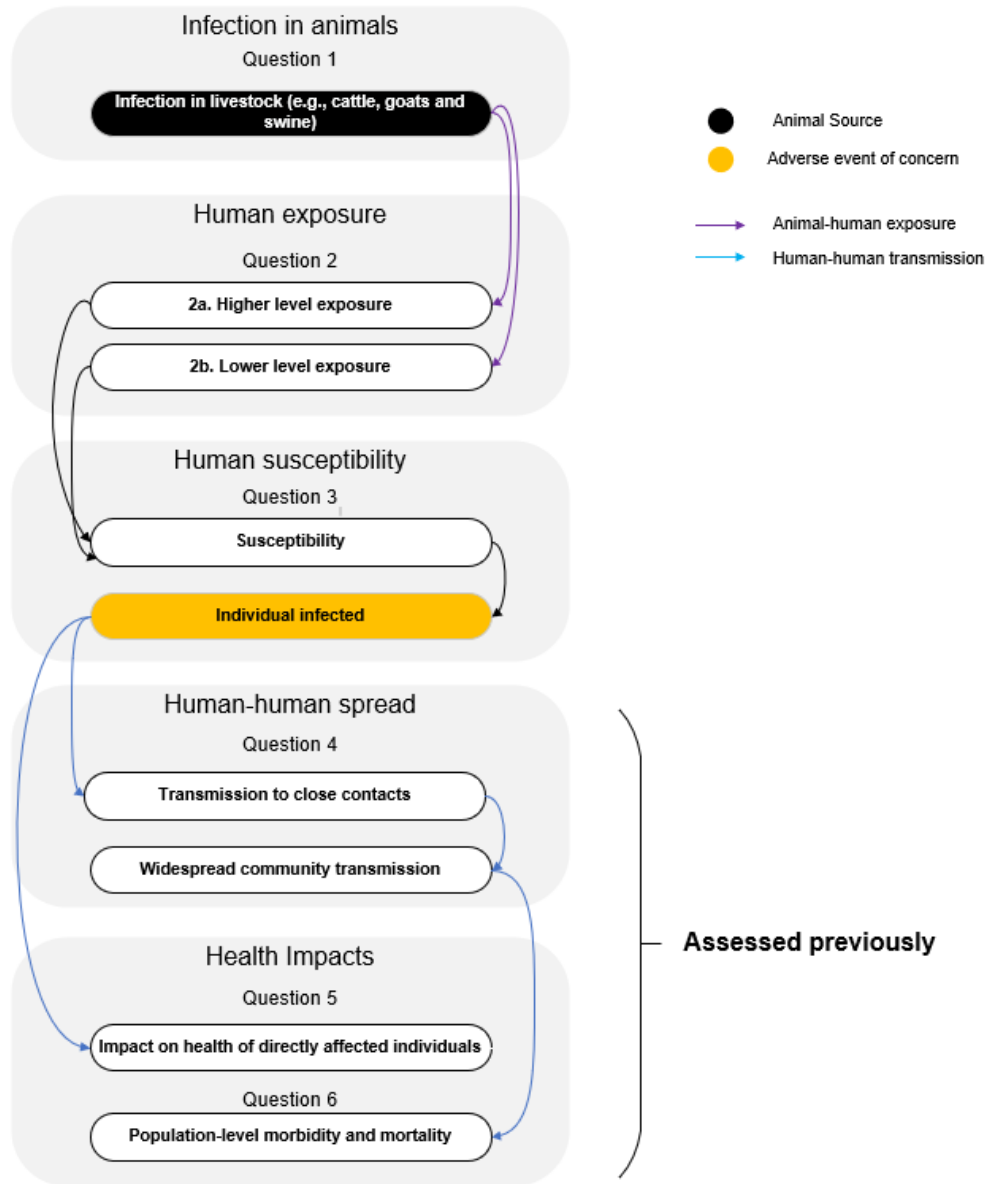 Infection in animals
Question 1
Infection in livestock (e.g., cattle, goats and
swine)
Animal Source
Adverse event of concern
Animal-human exposure
Human-human transmission
Human exposure
Question 2
2a. Higher level exposure
2b. Lower level exposure
Human susceptibility
Question 3
Susceptibility
Individual infected
Human-human spread
Question 4
Transmission to close contacts
Widespread community transmission
Assessed previously
Health Impacts
Question 5
Impact on health of directly affected individuals
Question 6
Population-level morbidity and mortality